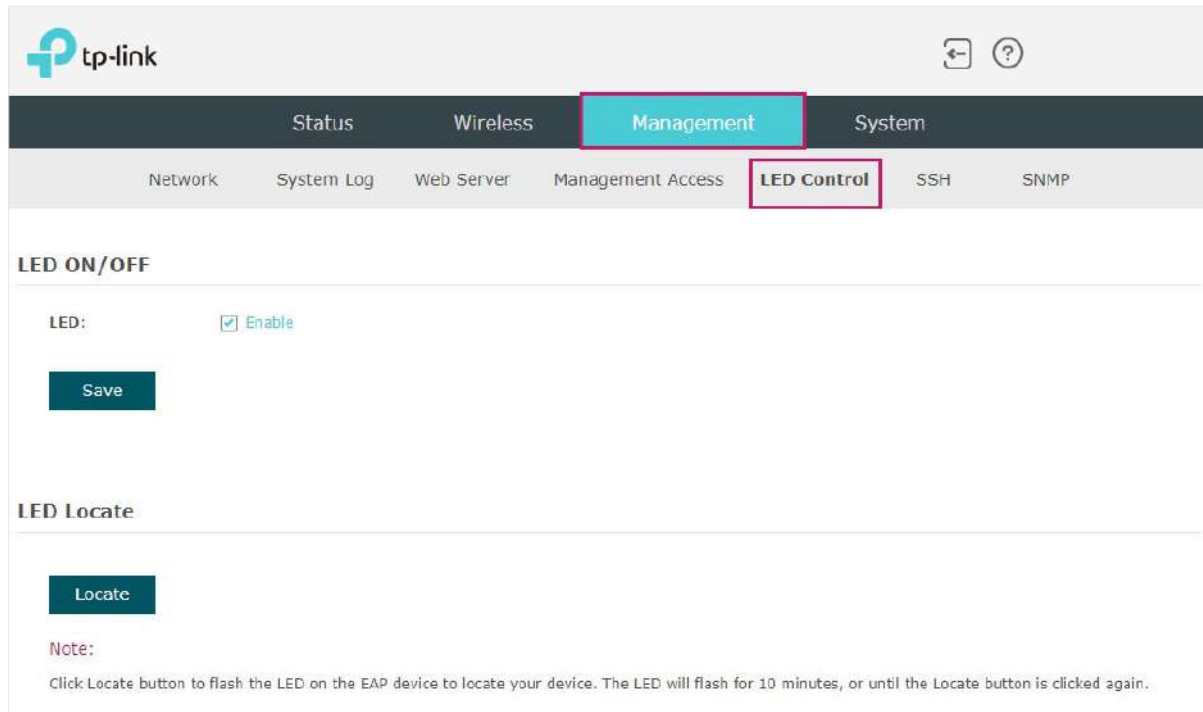 tp-link
Status Wireless Management System
Network System Log Web Server Management Access LED Control SSH SNMP
LED ON/OFF
LED: Enable
Save
LED Locate
Locate
Note:
Click Locate button to flash the LED on the EAP device to locate your device. The LED will flash for 10 minutes, or until the Locate button is clicked again.